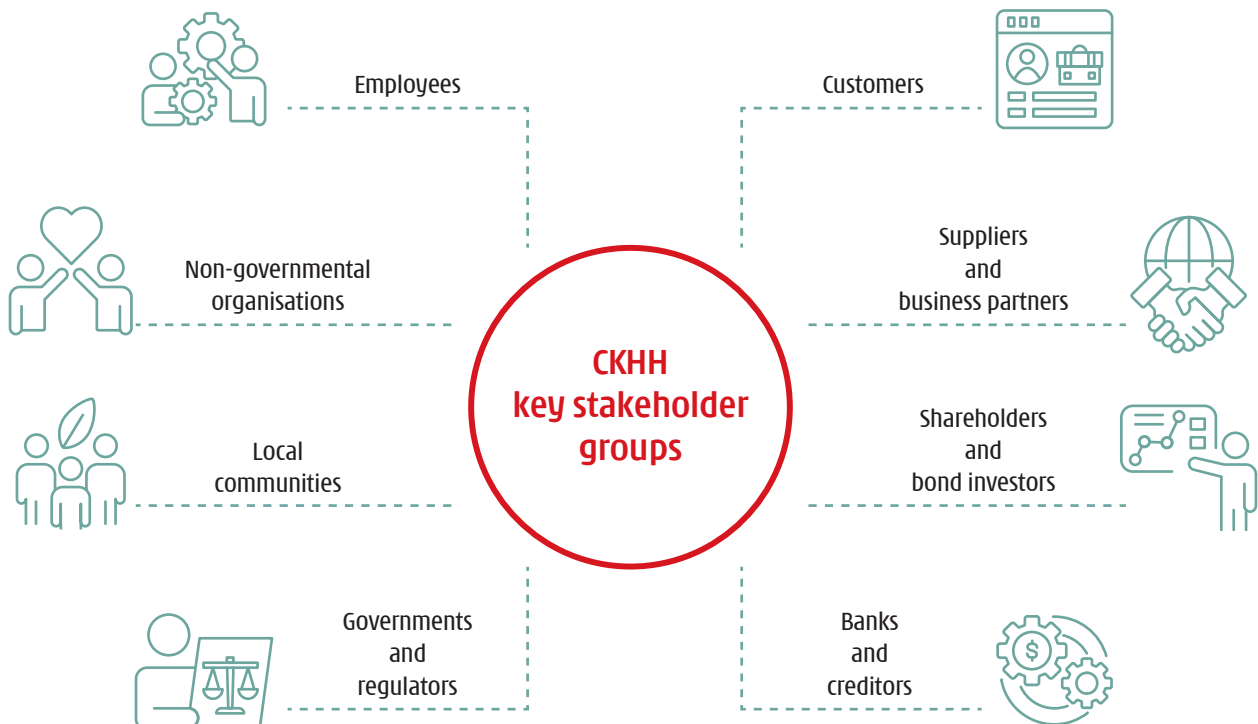 Employees
Customers
Non-governmental
organisations
Suppliers
and
business partners
CKHH
key stakeholder
groups
Local
communities
Shareholders
and
bond investors
Governments
and
regulators
Banks
and
creditors
$